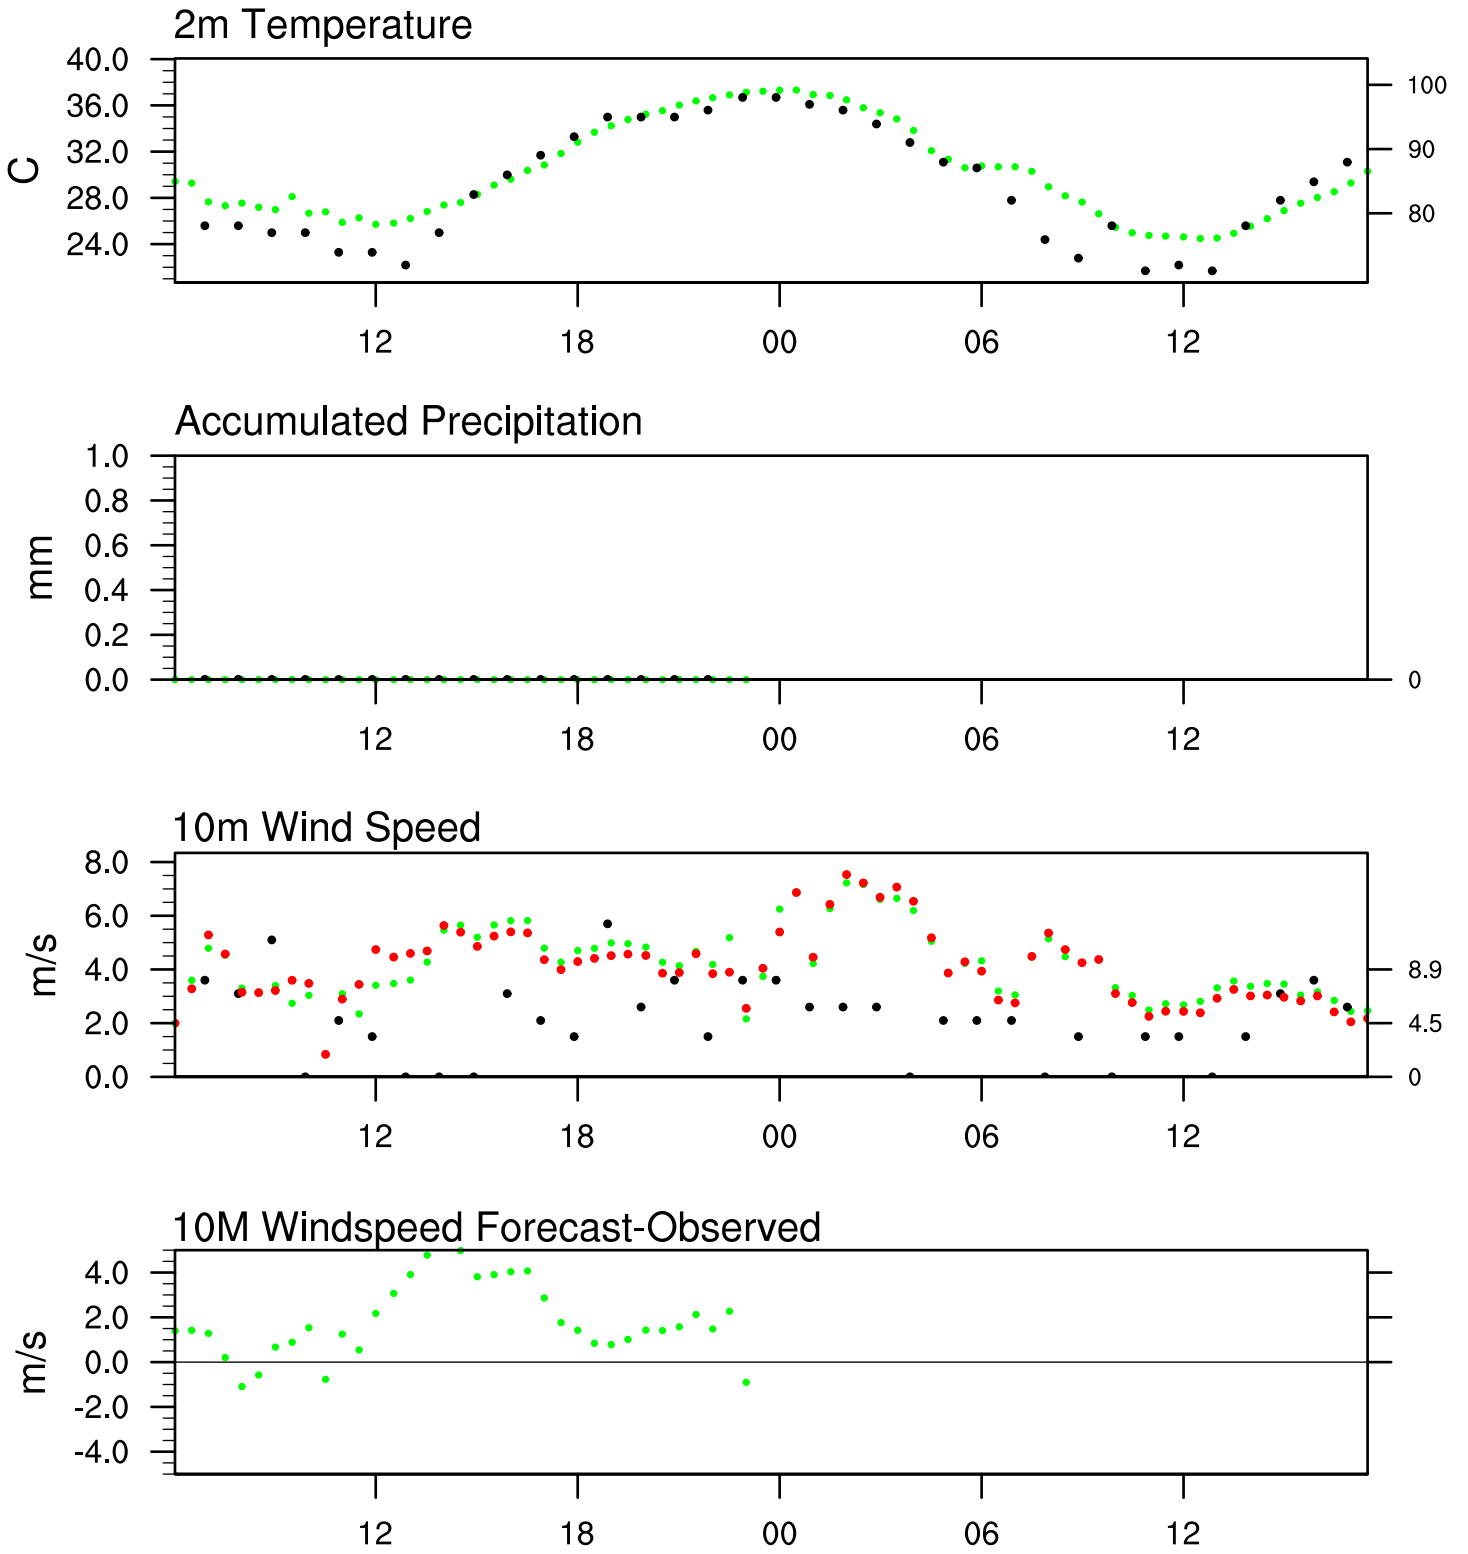 2m Temperature
40.0
36.0
32.0
28.0
24.0
C
100
90
80
12 18 00 06 12
Accumulated Precipitation
1.0
0.8
0.6
0.4
0.2
0.0
mm
0
12 18 00 06 12
10m Wind Speed
8.0
6.0
4.0
2.0
0.0
m/s
8.9
4.5
0
12 18 00 06 12
10M Windspeed Forecast-Observed
4.0
2.0
0.0
-2.0
-4.0
m/s
12 18 00 06 12